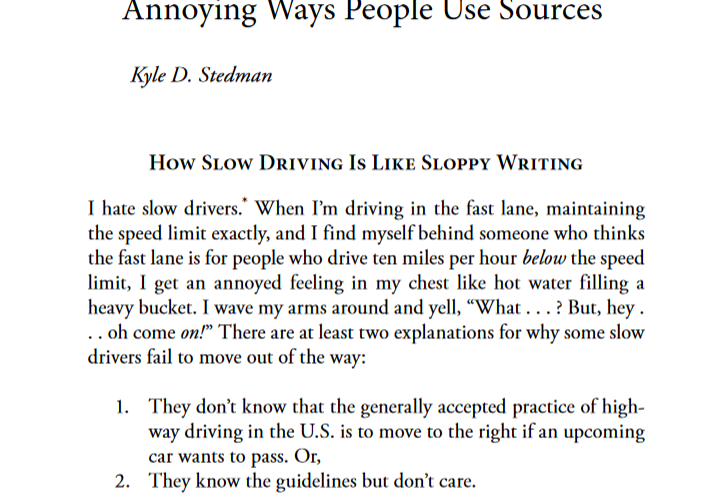 Annoying Ways People Use Sources
Kyle D. Stedman
How Slow Driving Is Like Sloppy Writing
I hate slow drivers.* When I'm driving in the fast lane, maintaining
the speed limit exactly, and I find myself behind someone who thinks
the fast lane is for people who drive ten miles per hour below the speed
limit, I get an annoyed feeling in my chest like hot water filling a
heavy bucket. I wave my arms around and yell, “What . . . ? But, hey .
. . oh come on!” There are at least two explanations for why some slow
drivers fail to move out of the way:
1. They don’t know that the generally accepted practice of high-
way driving in the U.S. is to move to the right if an upcoming
car wants to pass. Or,
2. They know the guidelines but don’t care.